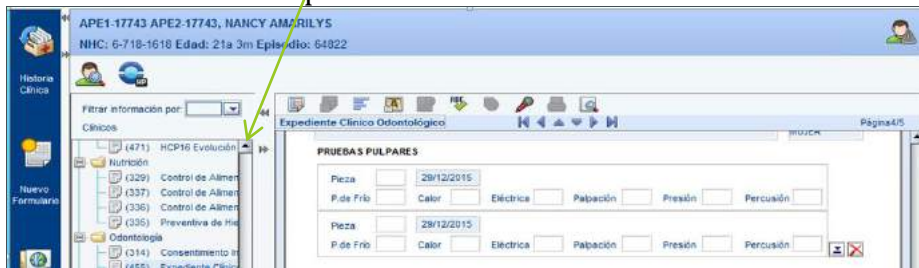 APE1-17743 APE2-17743, NANCY AMARILYS
NHC: 6-718-1618 Edad: 21a 3m Episodio: 64822
Historia
Clínica
Nuevo
Formulario
Filtrar información por:
Clínicos
(471) HCP16 Evolución
Nutrición
(329) Control de Alimen
(337) Control de Alimen
(336) Control de Alimen
(335) Preventiva de Hie
Odontología
(314) Consentimiento In
(455) Expediente Clínic
Expediente Clínico Odontológico
Página4/5
MUJER
PRUEBAS PULPARES
Pieza 29/12/2015
P.de Frío Calor Eléctrica Palpación Presión Percusión
Pieza 29/12/2015
P.de Frío Calor Eléctrica Palpación Presión Percusión